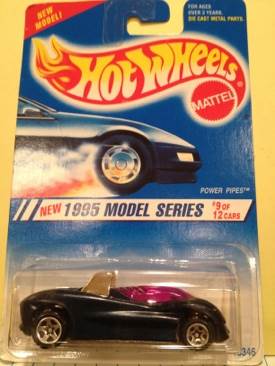 NEW MODEL!
FOR AGES
OVER 3 YEARS.
DIE CAST METAL PARTS.
HOT WHEELS
MATTEL
POWER PIPES™
NEW 1995 MODEL SERIES #9 OF
12 CARS